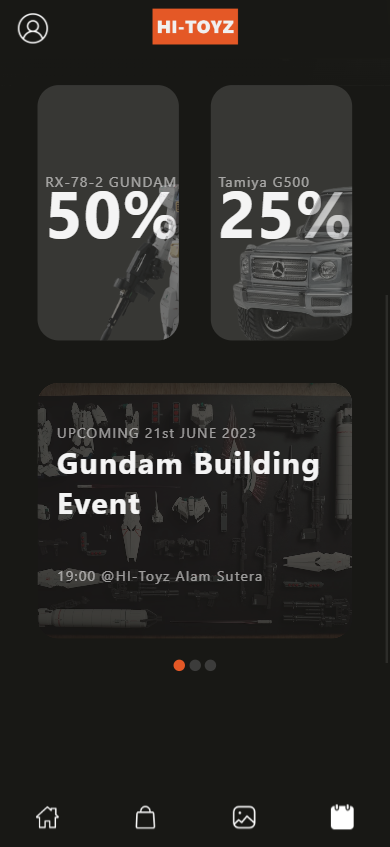 HI-TOYZ
RX-78-2 GUNDAM
50%
Tamiya G500
25%
UPCOMING 21st JUNE 2023
Gundam Building
Event
19:00 @HI-Toyz Alam Sutera